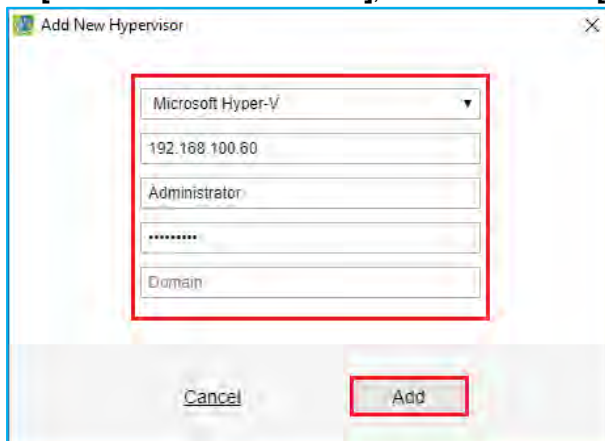 Add New Hypervisor
Microsoft Hyper-V
192.168.100.60
Administrator
•••••••••
Domain
Cancel
Add